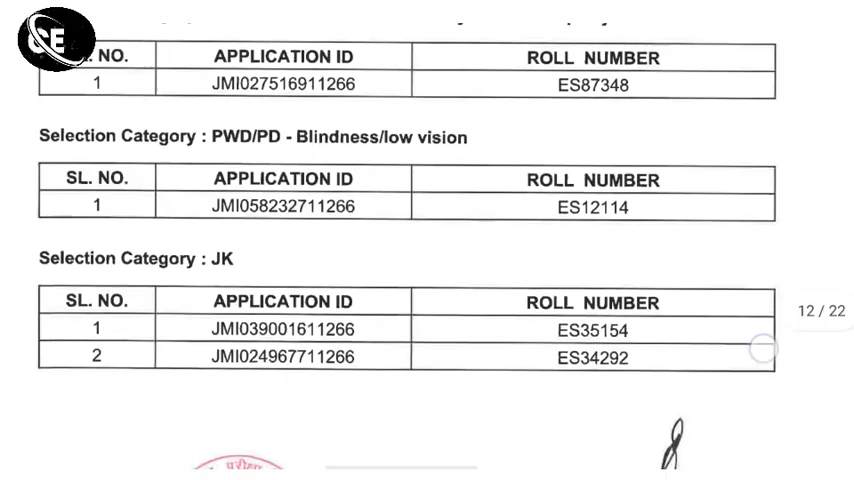 CE
NO. APPLICATION ID ROLL NUMBER
1 JMI027516911266 ES87348
Selection Category : PWD/PD - Blindness/low vision
SL. NO. APPLICATION ID ROLL NUMBER
1 JMI058232711266 ES12114
Selection Category : JK
SL. NO. APPLICATION ID ROLL NUMBER
1 JMI039001611266 ES35154
12 / 22
2 JMI024967711266 ES34292
परीक्षा